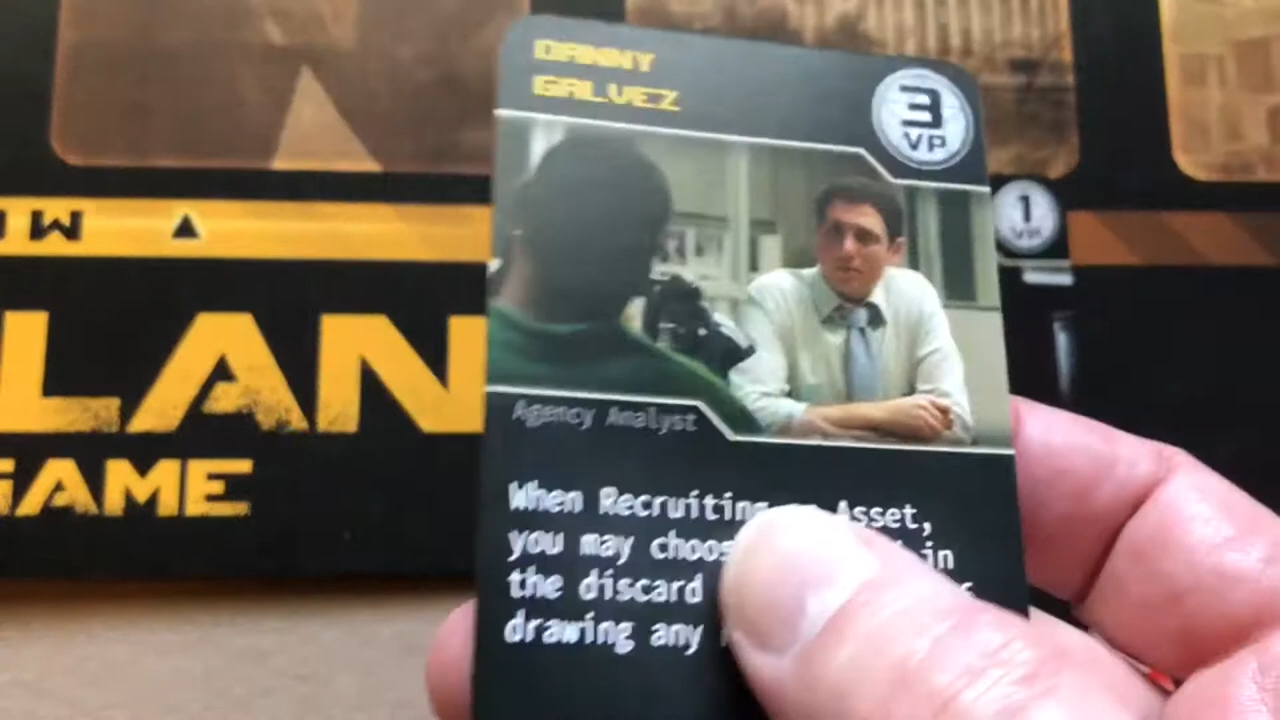 DANNY
GALVEZ
3
VP
1
VP
LAN
GAME
Agency Analyst
When Recruiting Asset,
you may in
the discard
drawing any